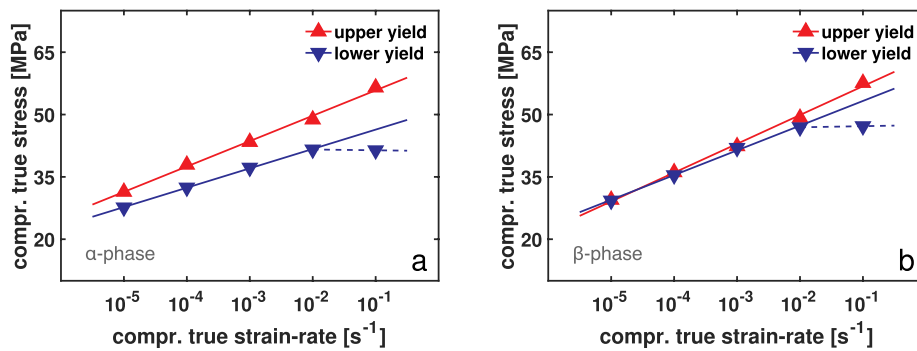 upper yield
lower yield
compr. true stress [MPa]
65
50
35
20
α-phase
a
10⁻⁵ 10⁻⁴ 10⁻³ 10⁻² 10⁻¹
compr. true strain-rate [s⁻¹]
upper yield
lower yield
compr. true stress [MPa]
65
50
35
20
β-phase
b
10⁻⁵ 10⁻⁴ 10⁻³ 10⁻² 10⁻¹
compr. true strain-rate [s⁻¹]